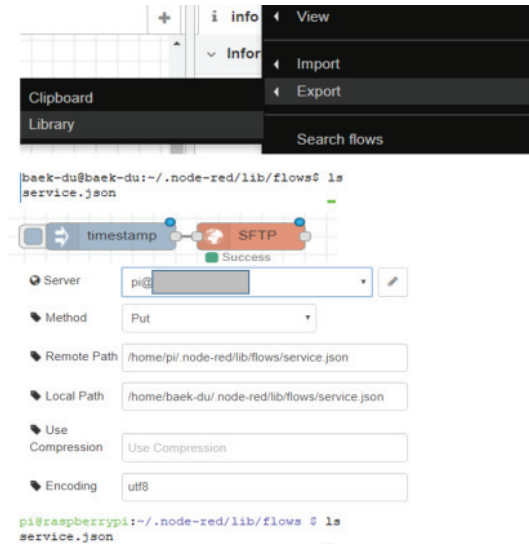 +
i info
View
Infor
Import
Clipboard
Export
Library
Search flows
baek-du@baek-du:~/.node-red/lib/flows$ ls
service.json
timestamp
SFTP
Success
Server
pi@
Method
Put
Remote Path
/home/pi/.node-red/lib/flows/service.json
Local Path
/home/baek-du/.node-red/lib/flows/service.json
Use
Compression
Use Compression
Encoding
utf8
pi@raspberrypi:~/.node-red/lib/flows $ ls
service.json